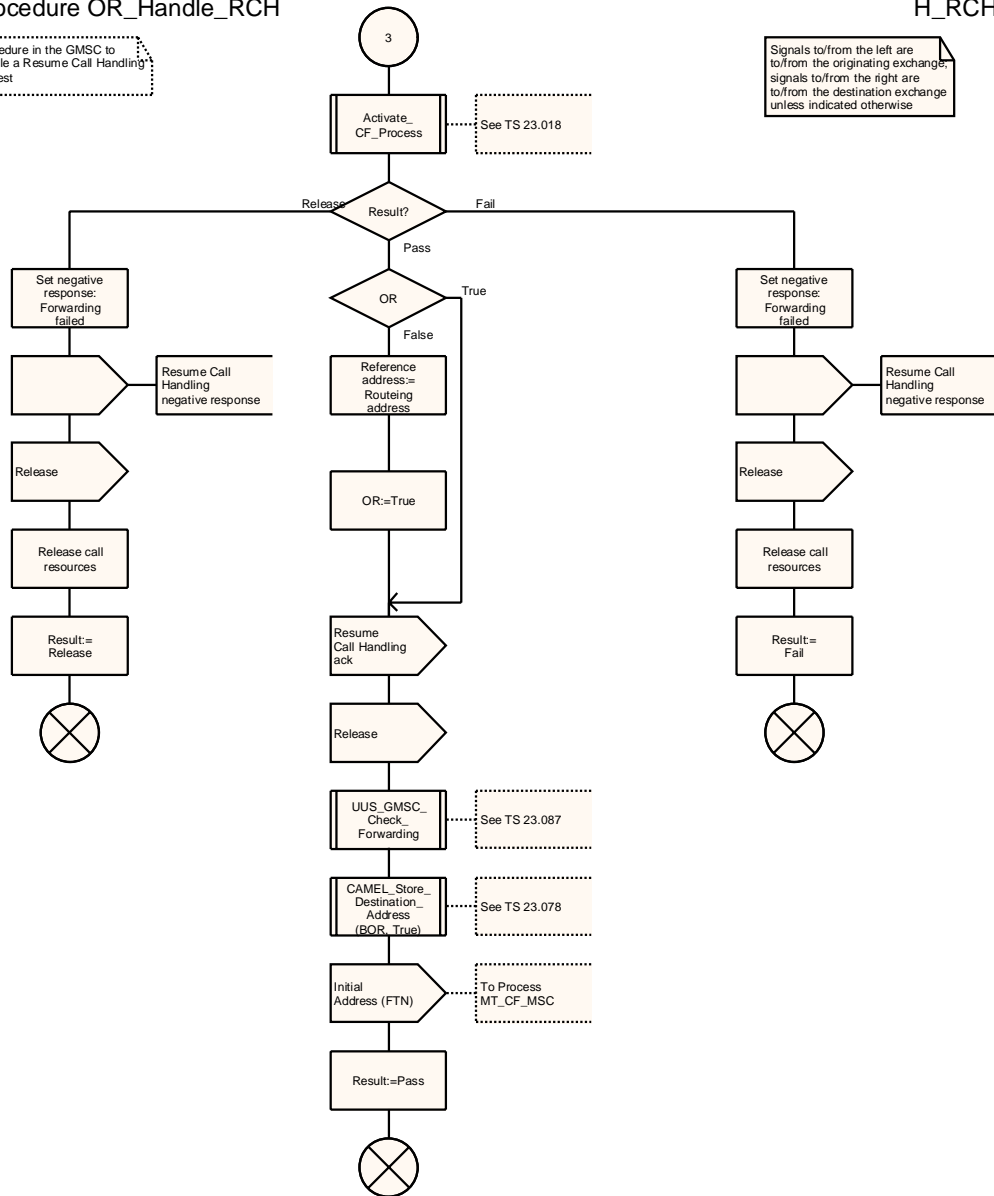 ocedure OR_Handle_RCH
H_RCH
edure in the GMSC to
le a Resume Call Handling
est
3
Signals to/from the left are
to/from the originating exchange;
signals to/from the right are
to/from the destination exchange
unless indicated otherwise
Activate_
CF_Process
See TS 23.018
Release
Result?
Fail
Pass
Set negative
response:
Forwarding
failed
OR
True
False
Set negative
response:
Forwarding
failed
Resume Call
Handling
negative response
Reference
address:=
Routeing
address
Resume Call
Handling
negative response
Release
OR:=True
Release
Release call
resources
Release call
resources
Result:=
Release
Resume
Call Handling
ack
Result:=
Fail
Release
UUS_GMSC_
Check_
Forwarding
See TS 23.087
CAMEL_Store_
Destination_
Address
(BOR, True)
See TS 23.078
Initial
Address (FTN)
To Process
MT_CF_MSC
Result:=Pass